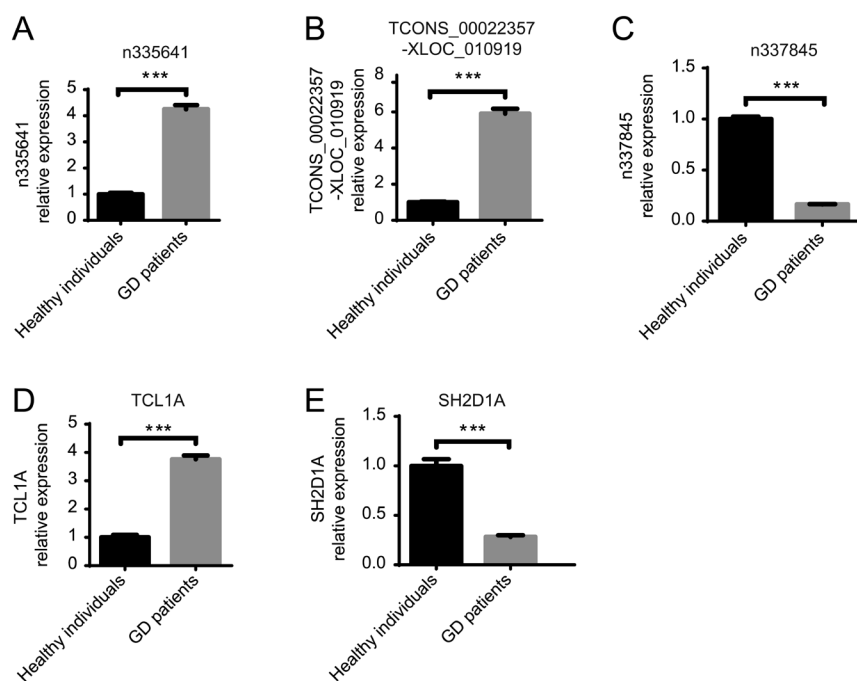 A
n335641
n335641
relative expression
5
4
3
2
1
0
***
Healthy individuals
GD patients
B
TCONS_00022357
-XLOC_010919
TCONS_00022357
-XLOC_010919
relative expression
8
6
4
2
0
***
Healthy individuals
GD patients
C
n337845
n337845
relative expression
1.5
1.0
0.5
0.0
***
Healthy individuals
GD patients
D
TCL1A
TCL1A
relative expression
5
4
3
2
1
0
***
Healthy individuals
GD patients
E
SH2D1A
SH2D1A
relative expression
1.5
1.0
0.5
0.0
***
Healthy individuals
GD patients